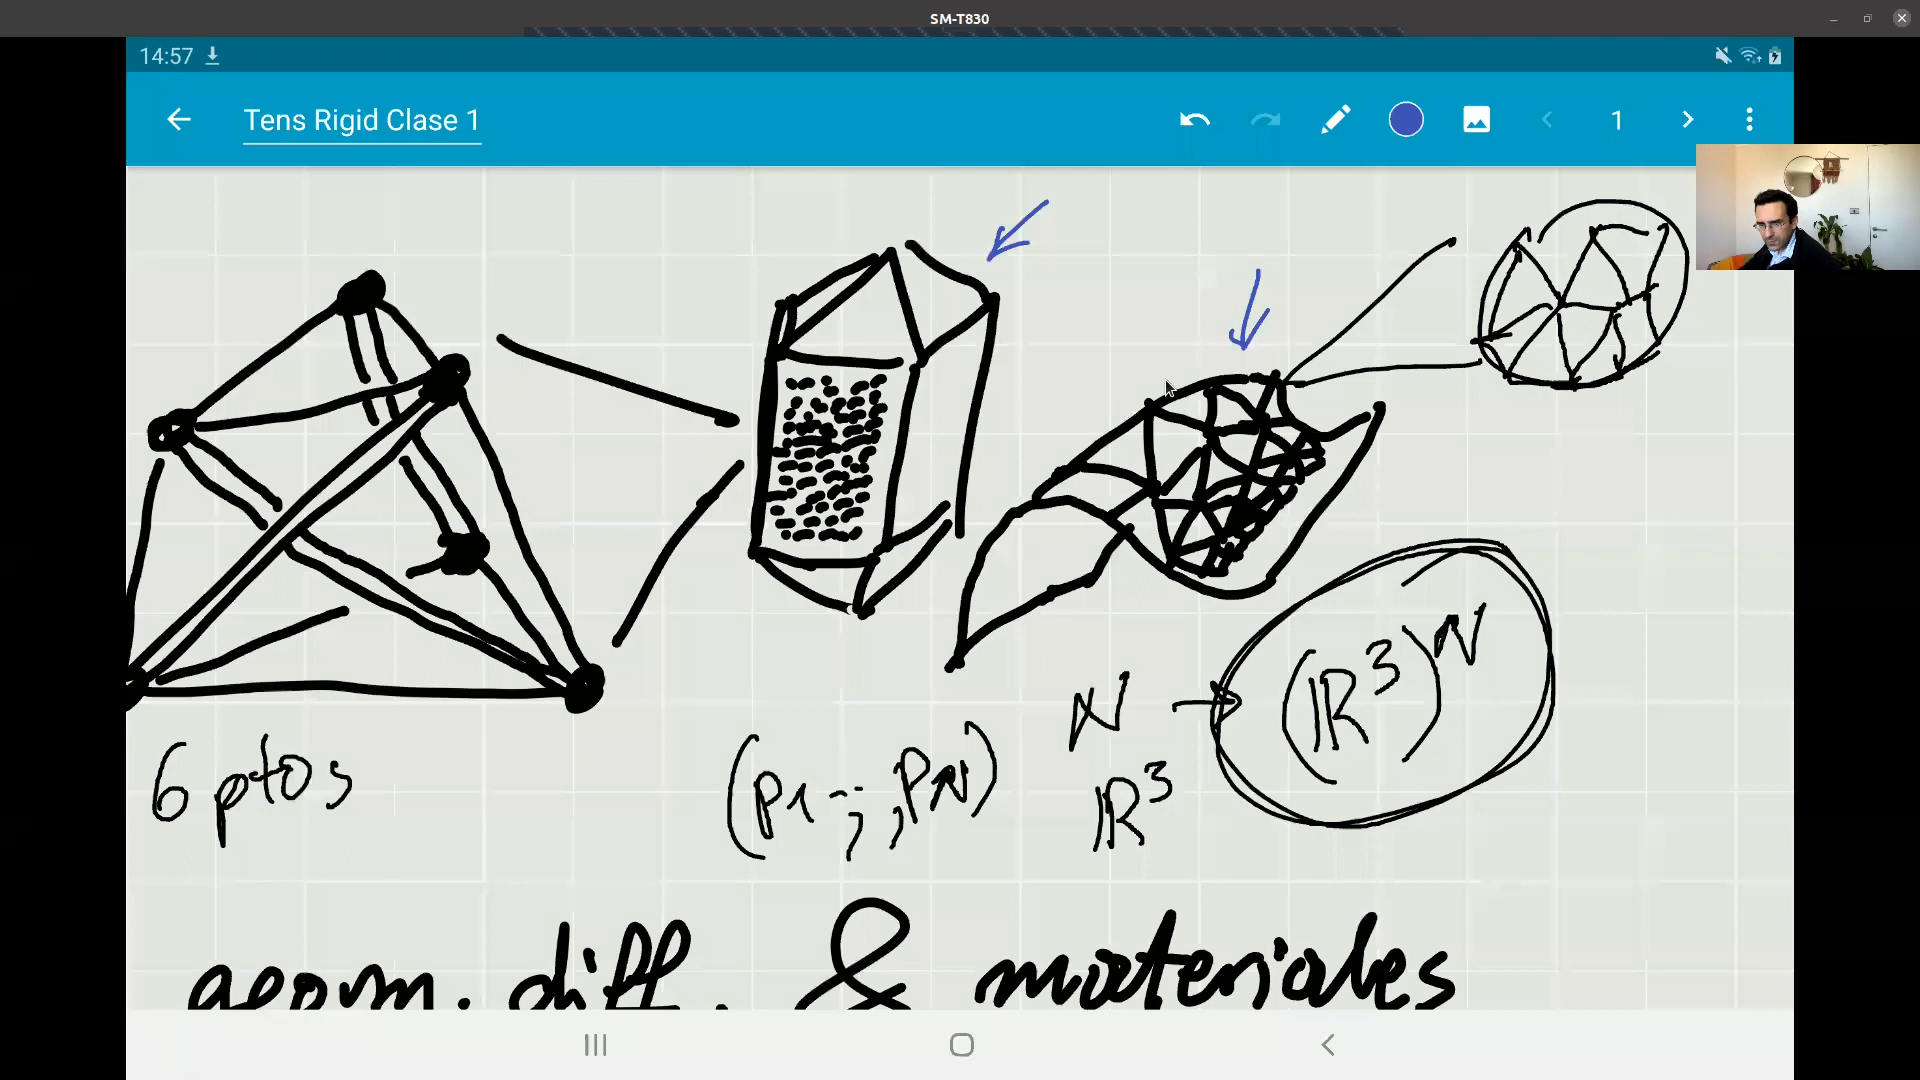 SM-T830
14:57
Tens Rigid Clase 1
1
6 ptos
(p1 -; ; , PN)
N → (R³)^N
R³
geom. diff. & materiales